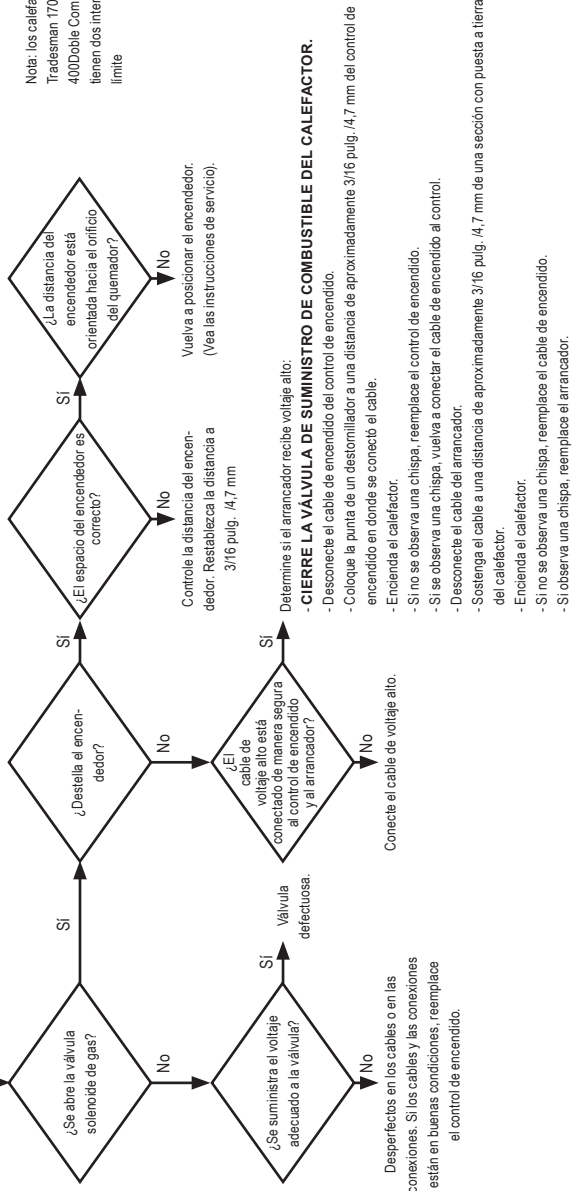 ¿Se abre la válvula
solenoide de gas?
Sí
No
¿Se suministra el voltaje
adecuado a la válvula?
Sí
Válvula
defectuosa.
No
Desperfectos en los cables o en las
conexiones. Si los cables y las conexiones
están en buenas condiciones, reemplace
el control de encendido.
¿Destella el encen-
dedor?
Sí
No
¿El
cable de
voltaje alto está
conectado de manera segura
al control de encendido
y al arrancador?
Sí
No
Conecte el cable de voltaje alto.
Determine si el arrancador recibe voltaje alto:
- CIERRE LA VÁLVULA DE SUMINISTRO DE COMBUSTIBLE DEL CALEFACTOR.
- Desconecte el cable de encendido del control de encendido.
- Coloque la punta de un destornillador a una distancia de aproximadamente 3/16 pulg. /4,7 mm del control de
encendido en donde se conectó el cable.
- Encienda el calefactor.
- Si no se observa una chispa, reemplace el control de encendido.
- Si se observa una chispa, vuelva a conectar el cable de encendido al control.
- Desconecte el cable del arrancador.
- Sostenga el cable a una distancia de aproximadamente 3/16 pulg. /4,7 mm de una sección con puesta a tierra
del calefactor.
- Encienda el calefactor.
- Si no se observa una chispa, reemplace el cable de encendido.
- Si observa una chispa, reemplace el arrancador.
¿El espacio del encendedor es
correcto?
Sí
No
Controle la distancia del encen-
dedor. Restablezca la distancia a
3/16 pulg. /4,7 mm
¿La distancia del
encendedor está
orientada hacia el orificio
del quemador?
No
Vuelva a posicionar el encendedor.
(Vea las instrucciones de servicio).
Nota: los calefa
Tradesman 170
400Doble Com
tienen dos inter
límite